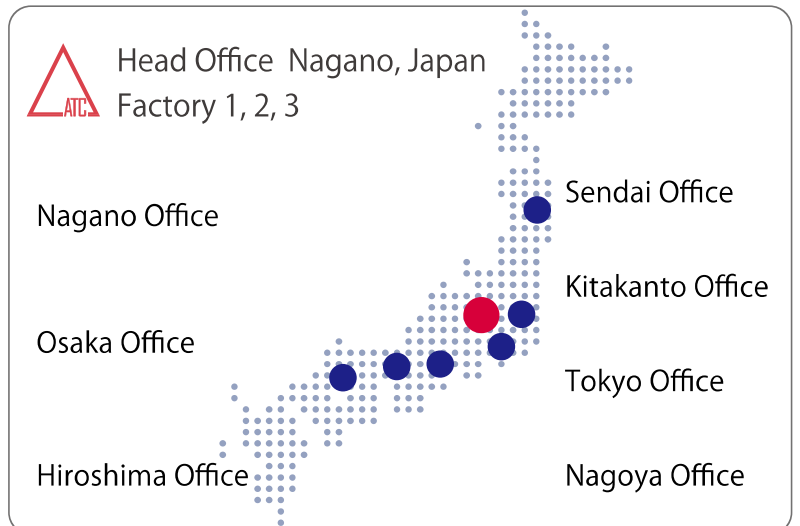 ATC
Head Office  Nagano, Japan
Factory 1, 2, 3
Nagano Office
Osaka Office
Hiroshima Office
Sendai Office
Kitakanto Office
Tokyo Office
Nagoya Office